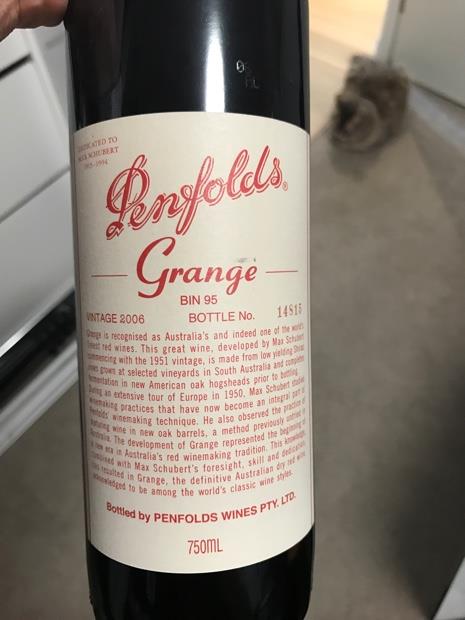 DEDICATED TO
MAX SCHUBERT
1915-1994
Penfolds®
Grange
BIN 95
VINTAGE 2006 BOTTLE No. 14815
Grange is recognised as Australia's and indeed one of the world's
finest red wines. This great wine, developed by Max Schubert
commencing with the 1951 vintage, is made from low yielding Shiraz
vines grown at selected vineyards in South Australia and completes
fermentation in new American oak hogsheads prior to bottling.
During an extensive tour of Europe in 1950, Max Schubert studied
winemaking practices that have now become an integral part of
Penfolds' winemaking technique. He also observed the practice of
maturing wine in new oak barrels, a method previously untried in
Australia. The development of Grange represented the beginning of
a new era in Australia's red winemaking tradition. This knowledge,
combined with Max Schubert's foresight, skill and dedication,
has resulted in Grange, the definitive Australian dry red wine,
acknowledged to be among the world's classic wine styles.
Bottled by PENFOLDS WINES PTY. LTD.
750ML